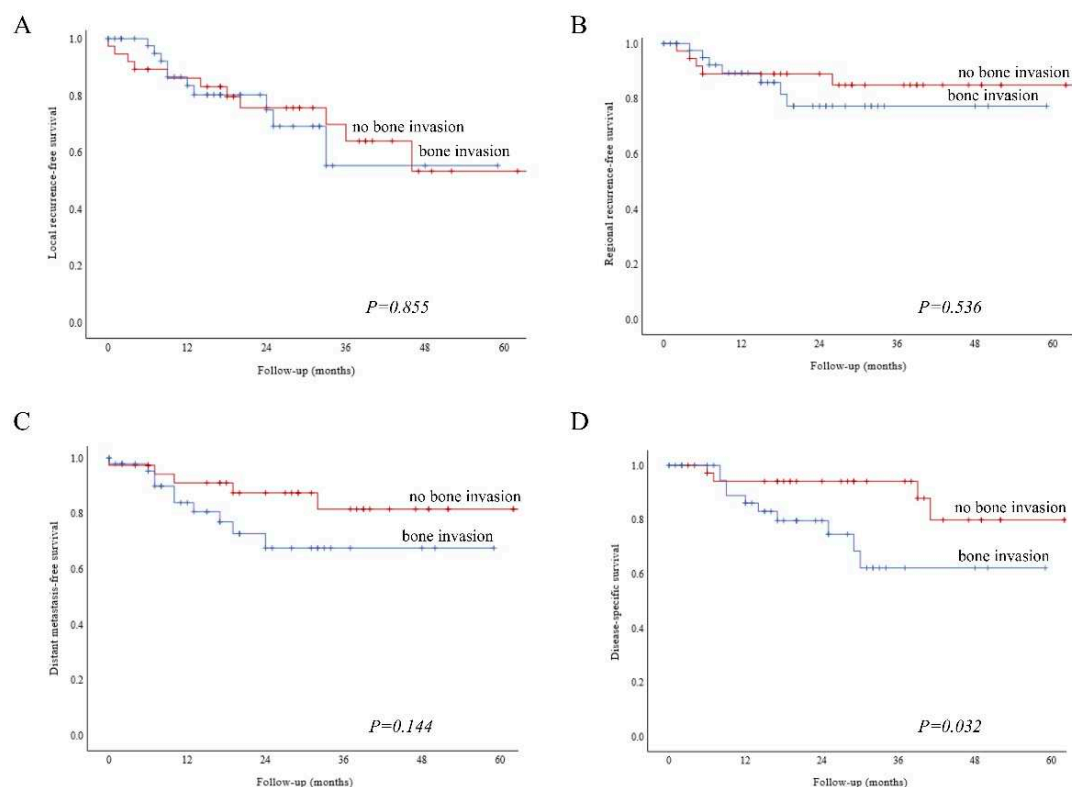 A
Local recurrence-free survival
1.0
0.8
0.6
0.4
0.2
0.0
no bone invasion
bone invasion
P=0.855
0 12 24 36 48 60
Follow-up (months)
B
Regional recurrence-free survival
1.0
0.8
0.6
0.4
0.2
0.0
no bone invasion
bone invasion
P=0.536
0 12 24 36 48 60
Follow-up (months)
C
Distant metastasis-free survival
1.0
0.8
0.6
0.4
0.2
0.0
no bone invasion
bone invasion
P=0.144
0 12 24 36 48 60
Follow-up (months)
D
Disease-specific survival
1.0
0.8
0.6
0.4
0.2
0.0
no bone invasion
bone invasion
P=0.032
0 12 24 36 48 60
Follow-up (months)